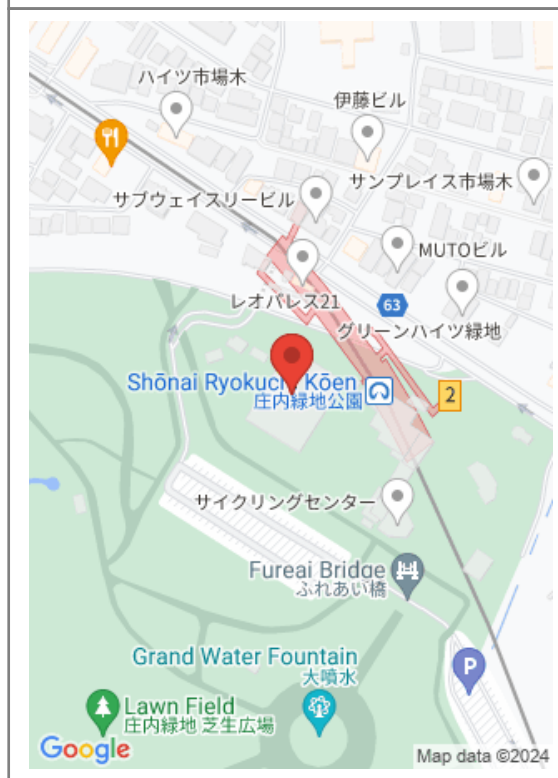 ハイツ市場木
伊藤ビル
サブウェイスリービル
サンプレイス市場木
MUTOビル
レオパレス21
63
グリーンハイツ緑地
Shōnai Ryokuchi Kōen
庄内緑地公園
2
サイクリングセンター
Fureai Bridge
ふれあい橋
Grand Water Fountain
大噴水
P
Lawn Field
庄内緑地 芝生広場
Google
Map data ©2024